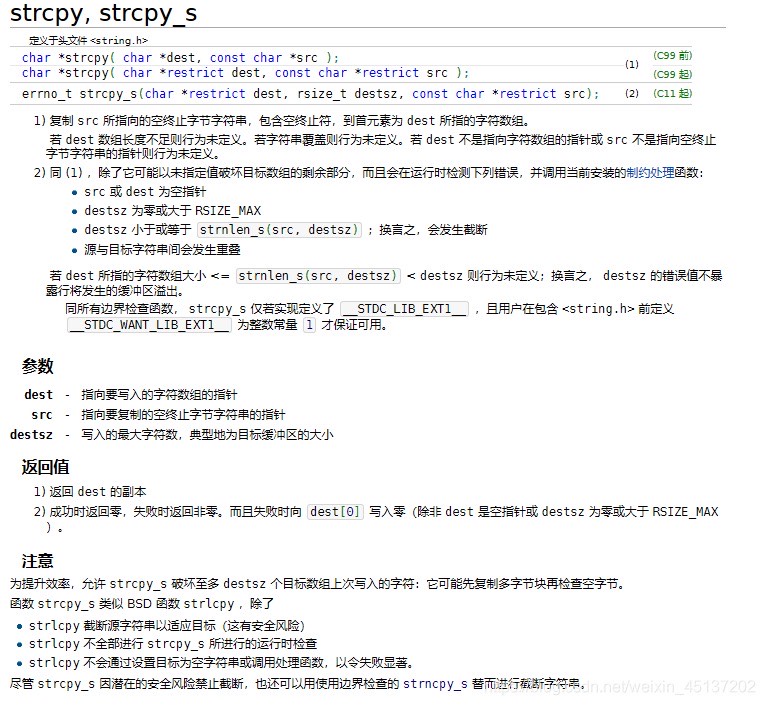 strcpy, strcpy_s
定义于头文件 <string.h>
char *strcpy( char *dest, const char *src ); (1) (C99 前)
char *strcpy( char *restrict dest, const char *restrict src ); (C99 起)
errno_t strcpy_s(char *restrict dest, rsize_t destsz, const char *restrict src); (2) (C11 起)
1) 复制 src 所指向的空终止字节字符串，包含空终止符，到首元素为 dest 所指的字符数组。
若 dest 数组长度不足则行为未定义。若字符串覆盖则行为未定义。若 dest 不是指向字符数组的指针或 src 不是指向空终止
字节字符串的指针则行为未定义。
2) 同 (1) ，除了它可能以未指定值破坏目标数组的剩余部分，而且会在运行时检测下列错误，并调用当前安装的制约处理函数：
• src 或 dest 为空指针
• destsz 为零或大于 RSIZE_MAX
• destsz 小于或等于 strnlen_s(src, destsz) ；换言之，会发生截断
• 源与目标字符串间会发生重叠
若 dest 所指的字符数组大小 <= strnlen_s(src, destsz) < destsz 则行为未定义；换言之， destsz 的错误值不暴
露行将发生的缓冲区溢出。
同所有边界检查函数， strcpy_s 仅若实现定义了 __STDC_LIB_EXT1__ ，且用户在包含 <string.h> 前定义
__STDC_WANT_LIB_EXT1__ 为整数常量 1 才保证可用。
参数
dest - 指向要写入的字符数组的指针
src - 指向要复制的空终止字节字符串的指针
destsz - 写入的最大字符数，典型地为目标缓冲区的大小
返回值
1) 返回 dest 的副本
2) 成功时返回零，失败时返回非零。而且失败时向 dest[0] 写入零（除非 dest 是空指针或 destsz 为零或大于 RSIZE_MAX
）。
注意
为提升效率，允许 strcpy_s 破坏至多 destsz 个目标数组上次写入的字符：它可能先复制多字节块再检查空字节。
函数 strcpy_s 类似 BSD 函数 strlcpy ，除了
• strlcpy 截断源字符串以适应目标（这有安全风险）
• strlcpy 不全部进行 strcpy_s 所进行的运行时检查
• strlcpy 不会通过设置目标为空字符串或调用处理函数，以令失败显著。
尽管 strcpy_s 因潜在的安全风险禁止截断，也还可以用使用边界检查的 strncpy_s 替而进行截断字符串。
csdn.net/weixin_45137202